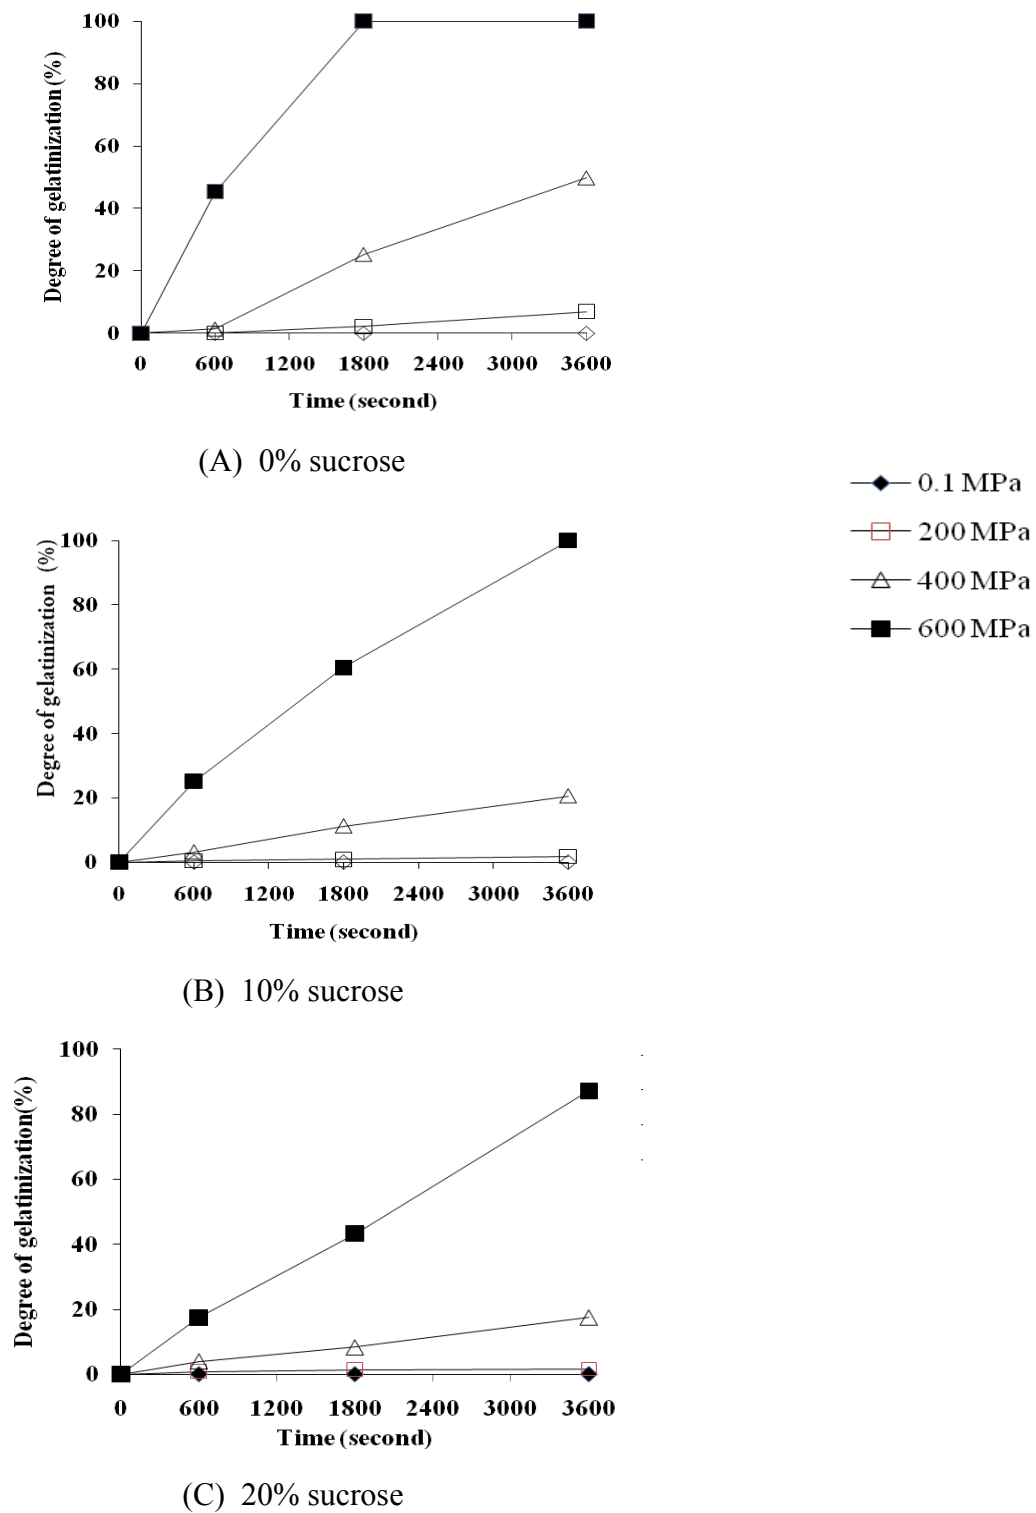 100
80
60
40
20
0
Degree of gelatinization (%)
0 600 1200 1800 2400 3000 3600
Time (second)
(A) 0% sucrose
0.1 MPa
200 MPa
400 MPa
600 MPa
100
80
60
40
20
0
Degree of gelatinization (%)
0 600 1200 1800 2400 3000 3600
Time (second)
(B) 10% sucrose
100
80
60
40
20
0
Degree of gelatinization(%)
0 600 1200 1800 2400 3000 3600
Time (second)
(C) 20% sucrose